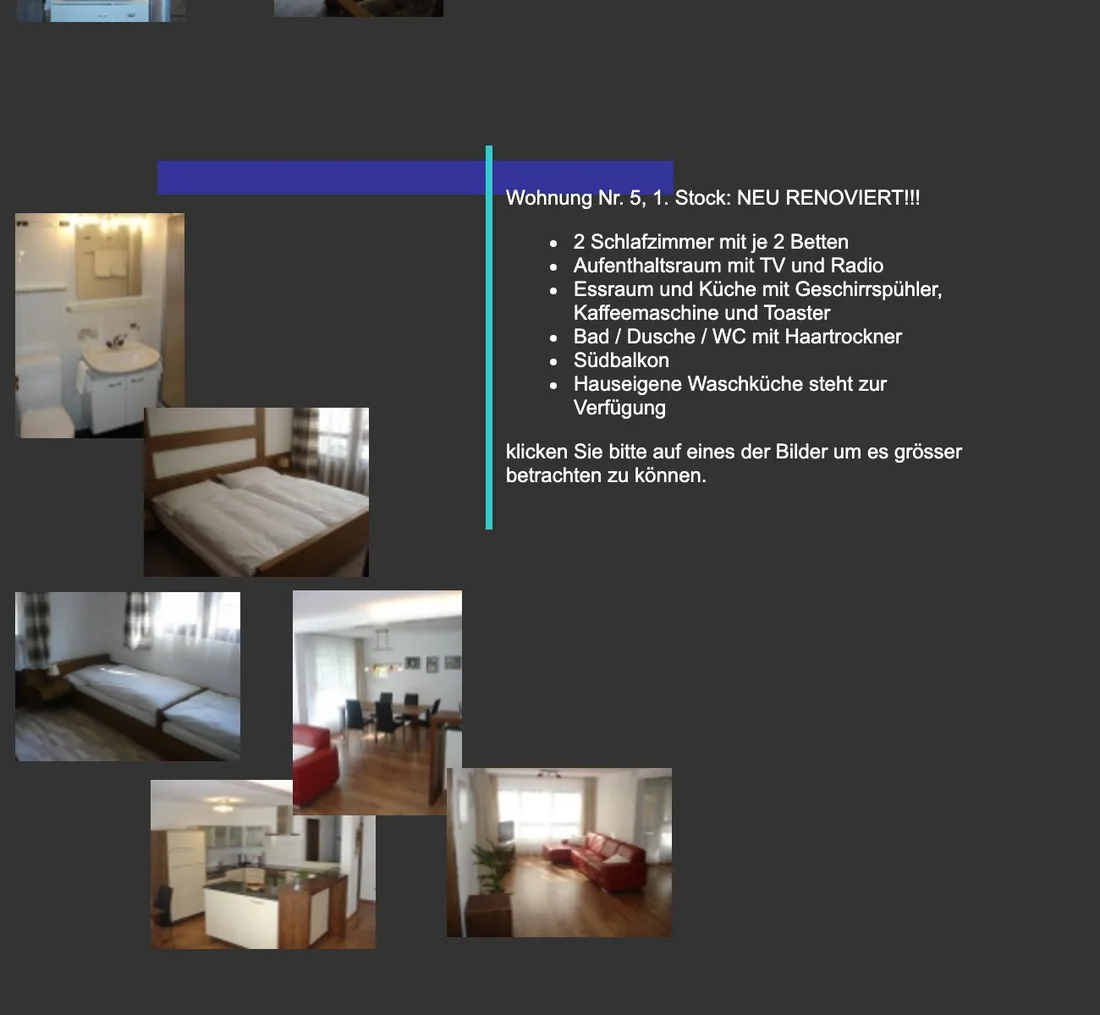 Wohnung Nr. 5, 1. Stock: NEU RENOVIERT!!!
2 Schlafzimmer mit je 2 Betten
Aufenthaltsraum mit TV und Radio
Essraum und Küche mit Geschirrspühler,
Kaffeemaschine und Toaster
Bad / Dusche / WC mit Haartrockner
Südbalkon
Hauseigene Waschküche steht zur
Verfügung
klicken Sie bitte auf eines der Bilder um es grösser
betrachten zu können.